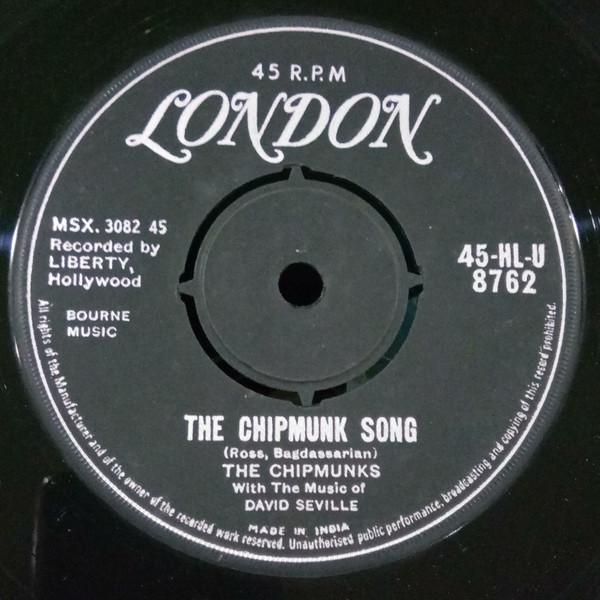 45 R.P.M
LONDON
MSX. 3082 45
Recorded by
LIBERTY,
Hollywood
BOURNE
MUSIC
45-HL-U
8762
THE CHIPMUNK SONG
(Ross, Bagdassarian)
THE CHIPMUNKS
With The Music of
DAVID SEVILLE
MADE IN INDIA
All rights of the Manufacturer and of the owner of the recorded work reserved. Unauthorised public performance, broadcasting and copying of this record prohibited.